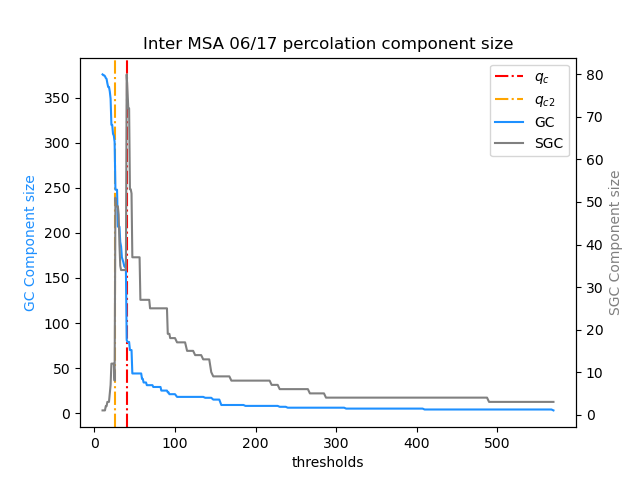 Inter MSA 06/17 percolation component size
GC Component size
350
300
250
200
150
100
50
0
80
70
60
50
40
30
20
10
0
SGC Component size
q_c
q_c2
GC
SGC
0 100 200 300 400 500
thresholds